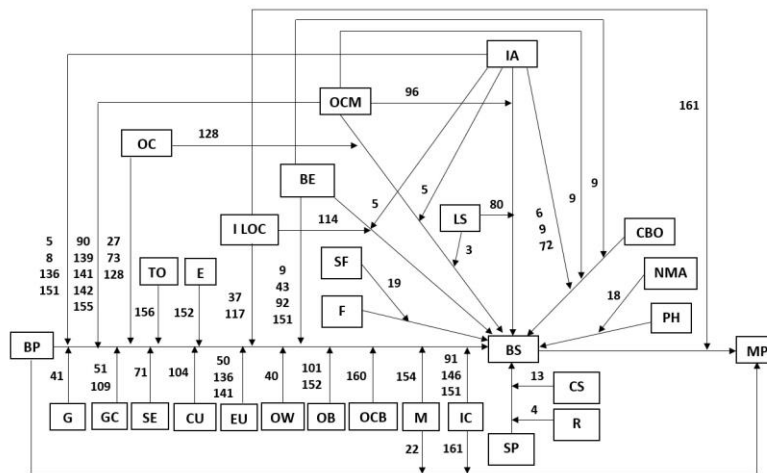 IA
OCM
96
161
OC
128
BE
9
9
5
5
LS
80
I LOC
114
6
9
72
CBO
5
8
136
151
90
139
141
142
155
27
73
128
TO
E
37
117
9
43
92
151
SF
3
NMA
19
18
156
152
F
PH
BP
BS
MP
41
51
109
71
104
50
136
141
40
101
152
160
154
91
146
151
13
CS
G
GC
SE
CU
EU
OW
OB
OCB
M
IC
4
R
22
161
SP